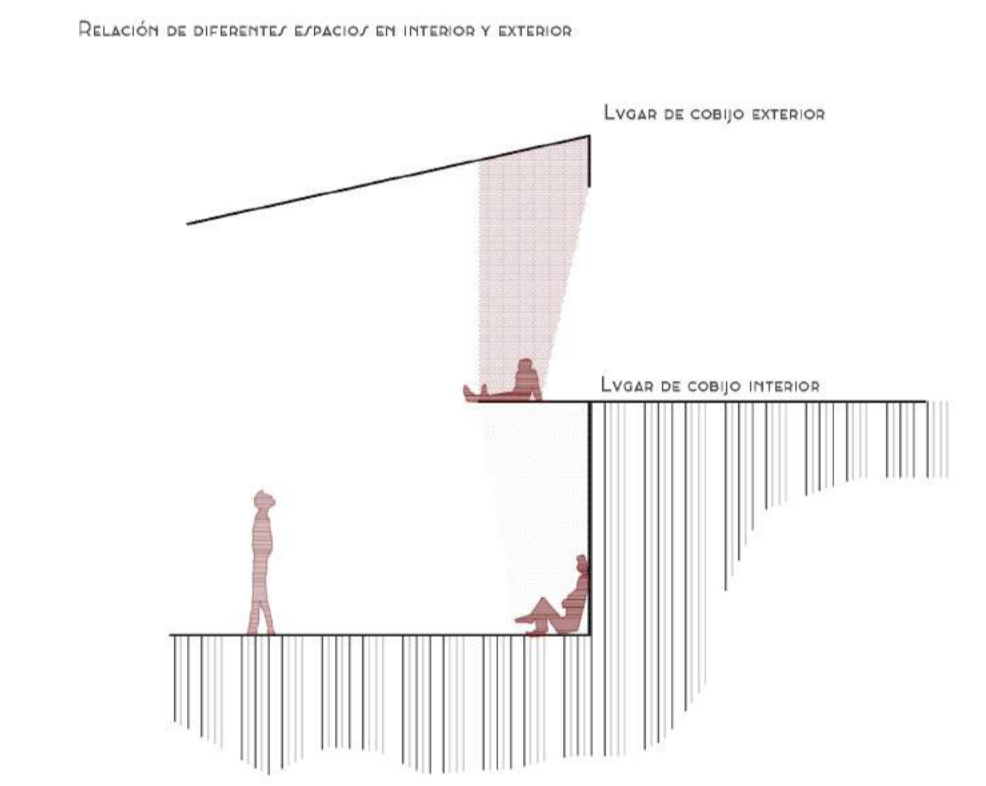 RELACIÓN DE DIFERENTES ESPACIOS EN INTERIOR Y EXTERIOR
LVGAR DE COBIJO EXTERIOR
LVGAR DE COBIJO INTERIOR